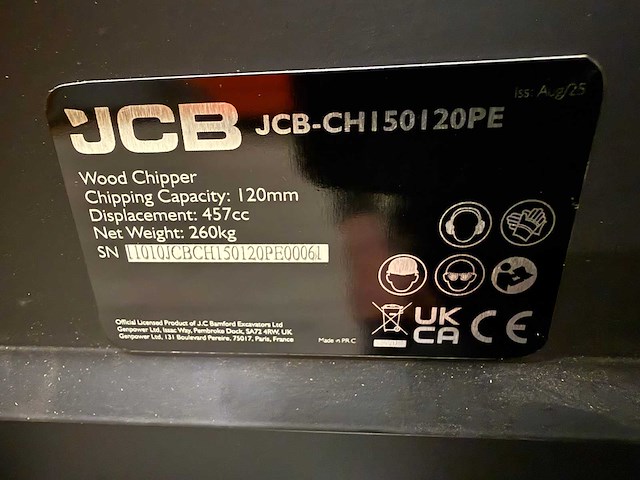 Iss: Aug/25
JCB JCB-CH150120PE
Wood Chipper
Chipping Capacity: 120mm
Displacement: 457cc
Net Weight: 260kg
SN 11010JCBCH150120PE00061
Official Licensed Product of J.C Bamford Excavators Ltd
Genpower Ltd, Isaac Way, Pembroke Dock, SA72 4RW, UK
Genpower Ltd, 131 Boulevard Pereire, 75017, Paris, France
Made in P.R.C
UK
CA CE